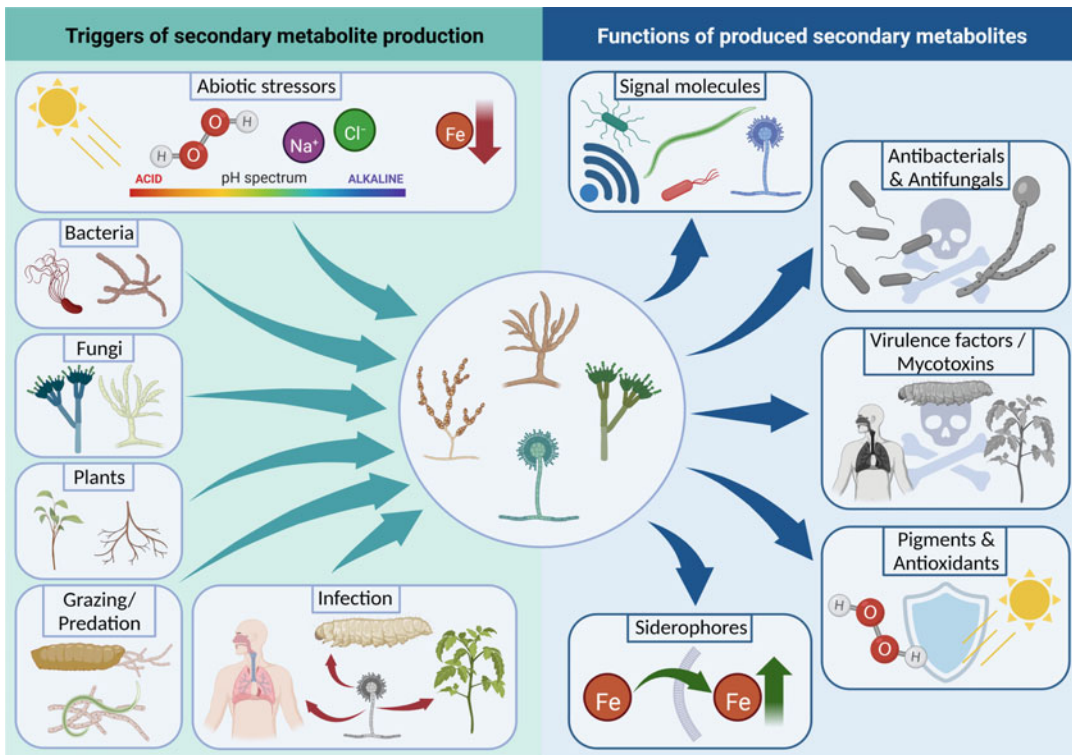 Triggers of secondary metabolite production
Functions of produced secondary metabolites
Abiotic stressors
H
O
O
H
Na⁺
Cl⁻
Fe
ACID
pH spectrum
ALKALINE
Bacteria
Fungi
Plants
Grazing/
Predation
Infection
Signal molecules
Antibacterials
& Antifungals
Virulence factors /
Mycotoxins
Pigments &
Antioxidants
H
O
O
H
Siderophores
Fe
Fe